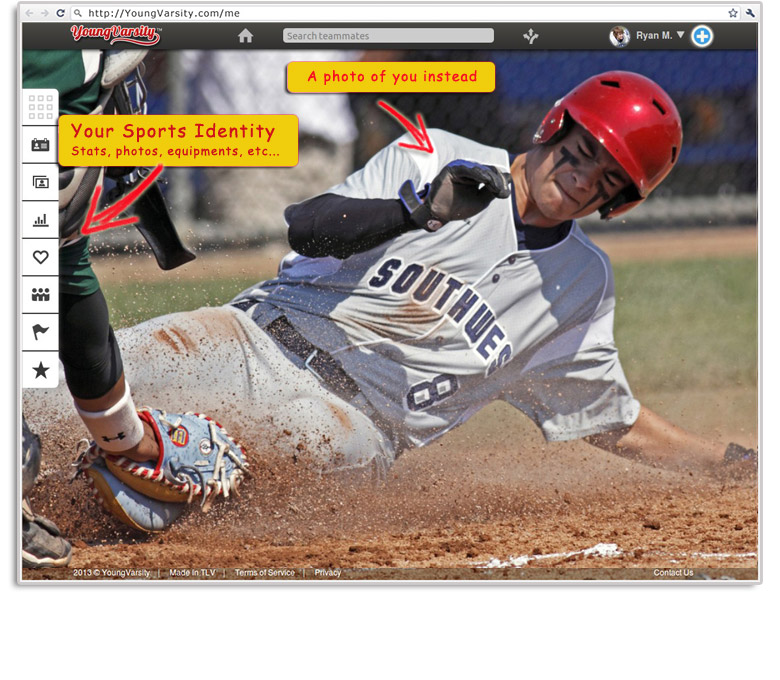 http://YoungVarsity.com/me
YoungVarsity™
Search teammates
Ryan M.
A photo of you instead
Your Sports Identity
Stats, photos, equipments, etc...
SOUTHWES
8
2013 © YoungVarsity | Made in TLV | Terms of Service | Privacy
Contact Us